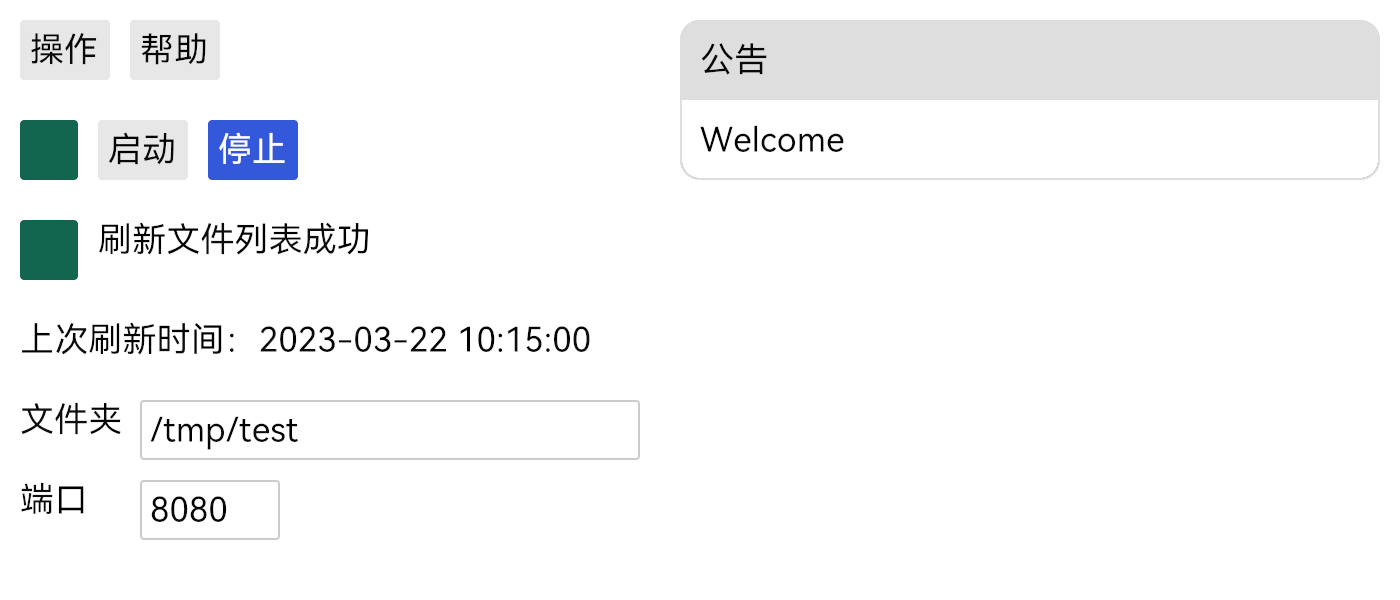 操作 帮助
启动 停止
刷新文件列表成功
上次刷新时间：2023-03-22 10:15:00
文件夹 /tmp/test
端口 8080
公告
Welcome